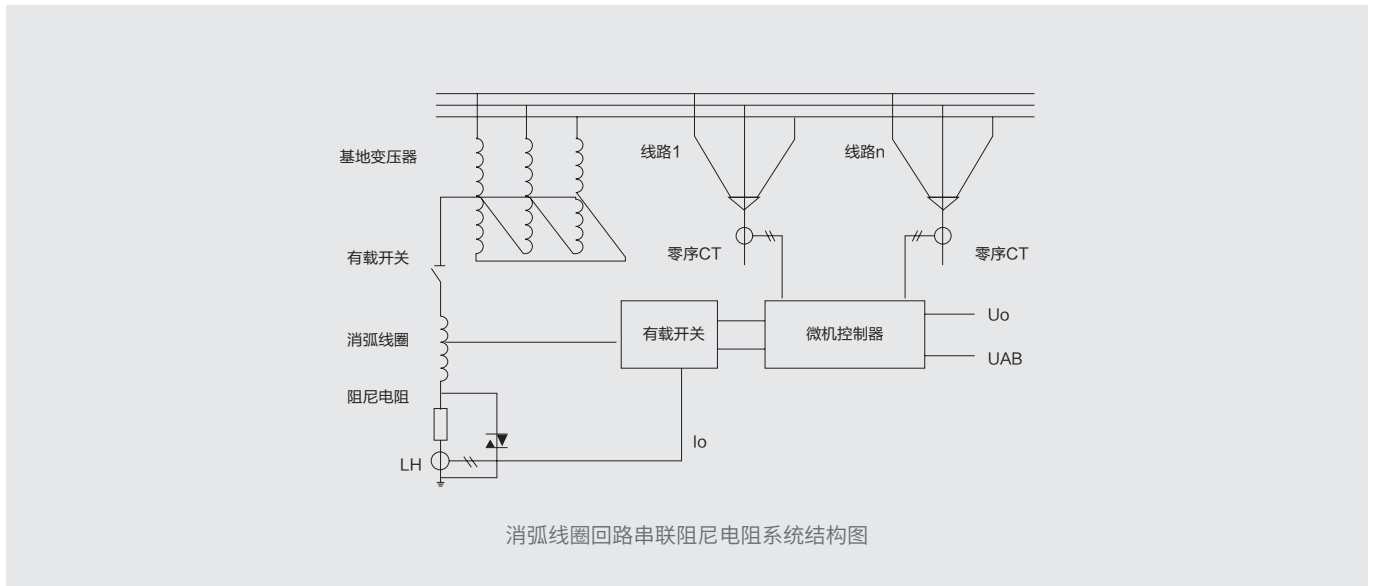 基地变压器
线路1
线路n
有载开关
零序CT
零序CT
消弧线圈
有载开关
微机控制器
Uo
UAB
阻尼电阻
Io
LH
消弧线圈回路串联阻尼电阻系统结构图